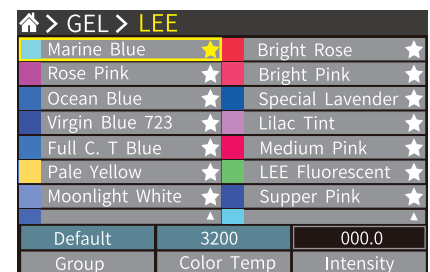 > GEL > LEE
Marine Blue
Bright Rose
Rose Pink
Bright Pink
Ocean Blue
Special Lavender
Virgin Blue 723
Lilac Tint
Full C. T Blue
Medium Pink
Pale Yellow
LEE Fluorescent
Moonlight White
Supper Pink
Default 3200 000.0
Group Color Temp Intensity